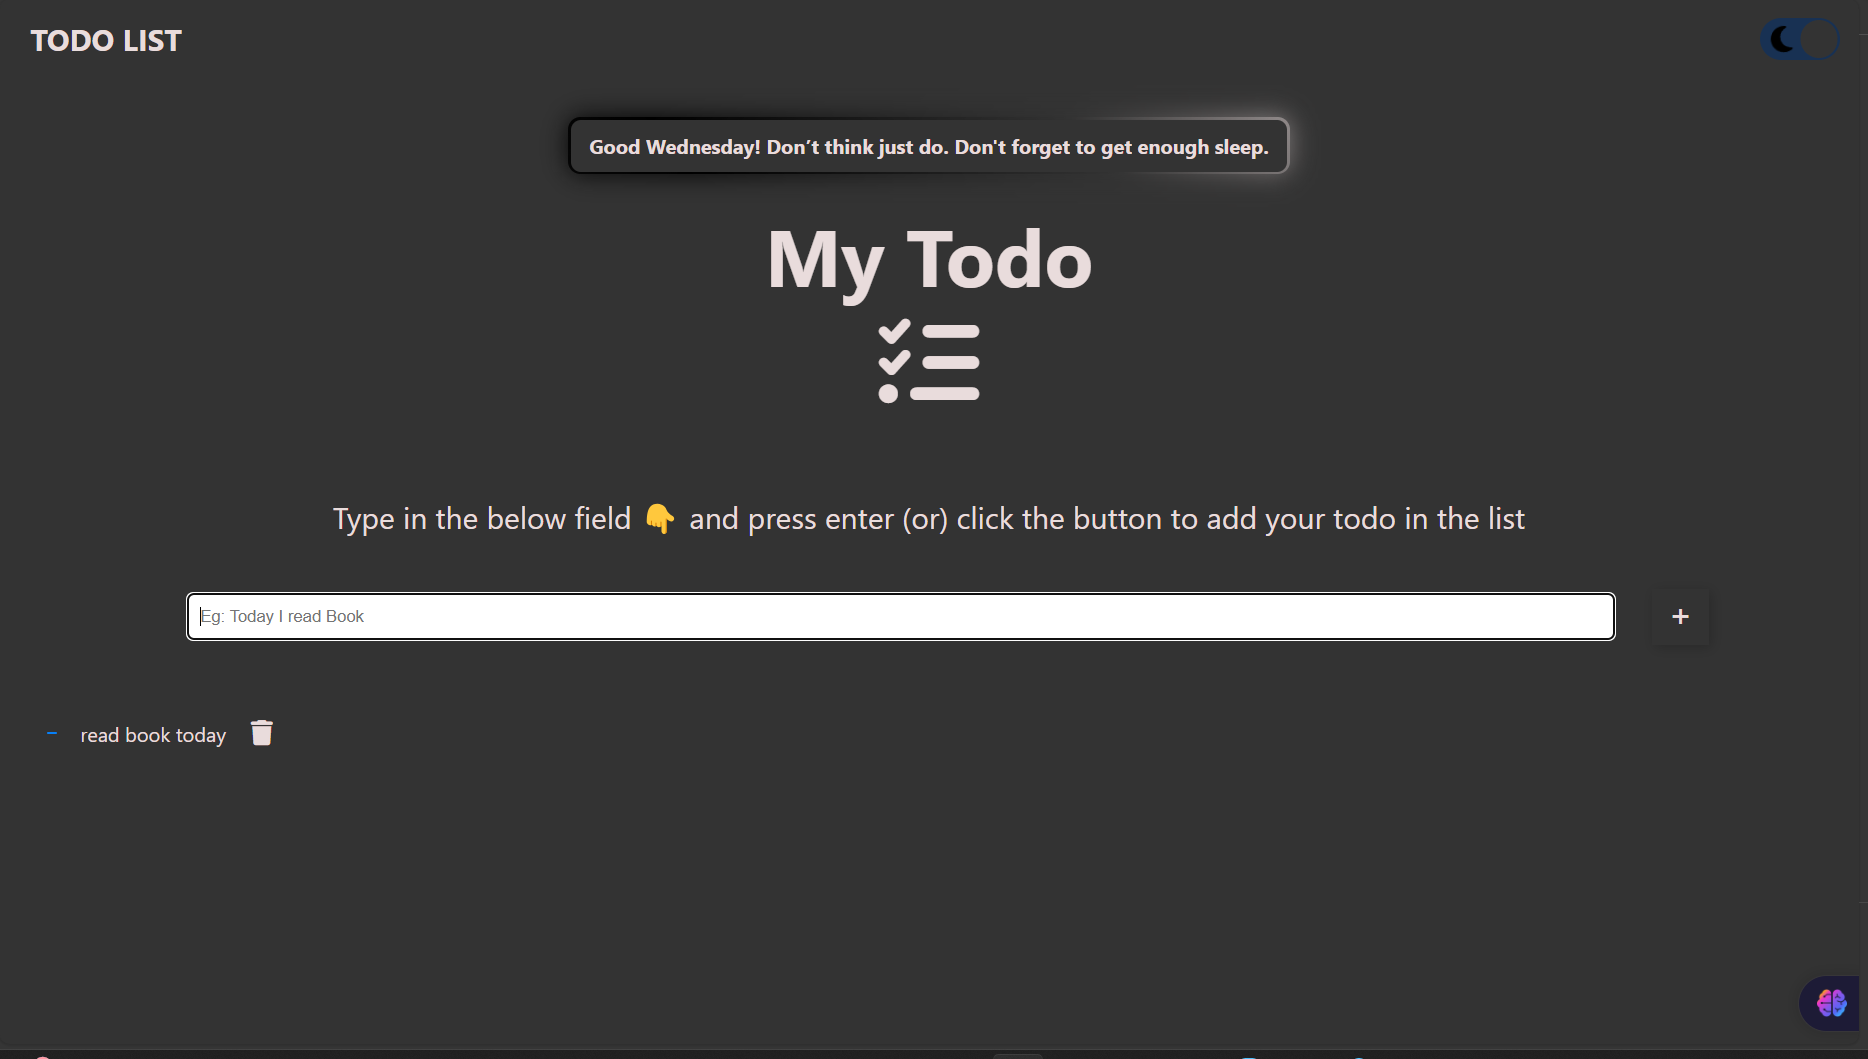 TODO LIST
Good Wednesday! Don’t think just do. Don't forget to get enough sleep.
My Todo
Type in the below field 👇 and press enter (or) click the button to add your todo in the list
Eg: Today I read Book
+
- read book today